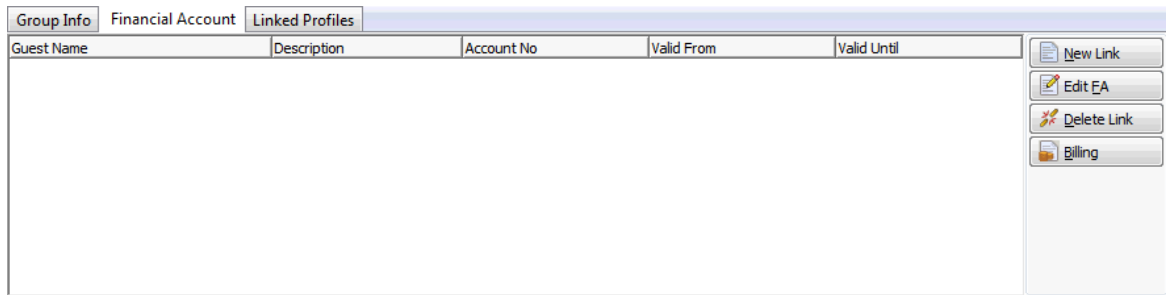 Group Info Financial Account Linked Profiles
Guest Name Description Account No Valid From Valid Until
New Link
Edit FA
Delete Link
Billing